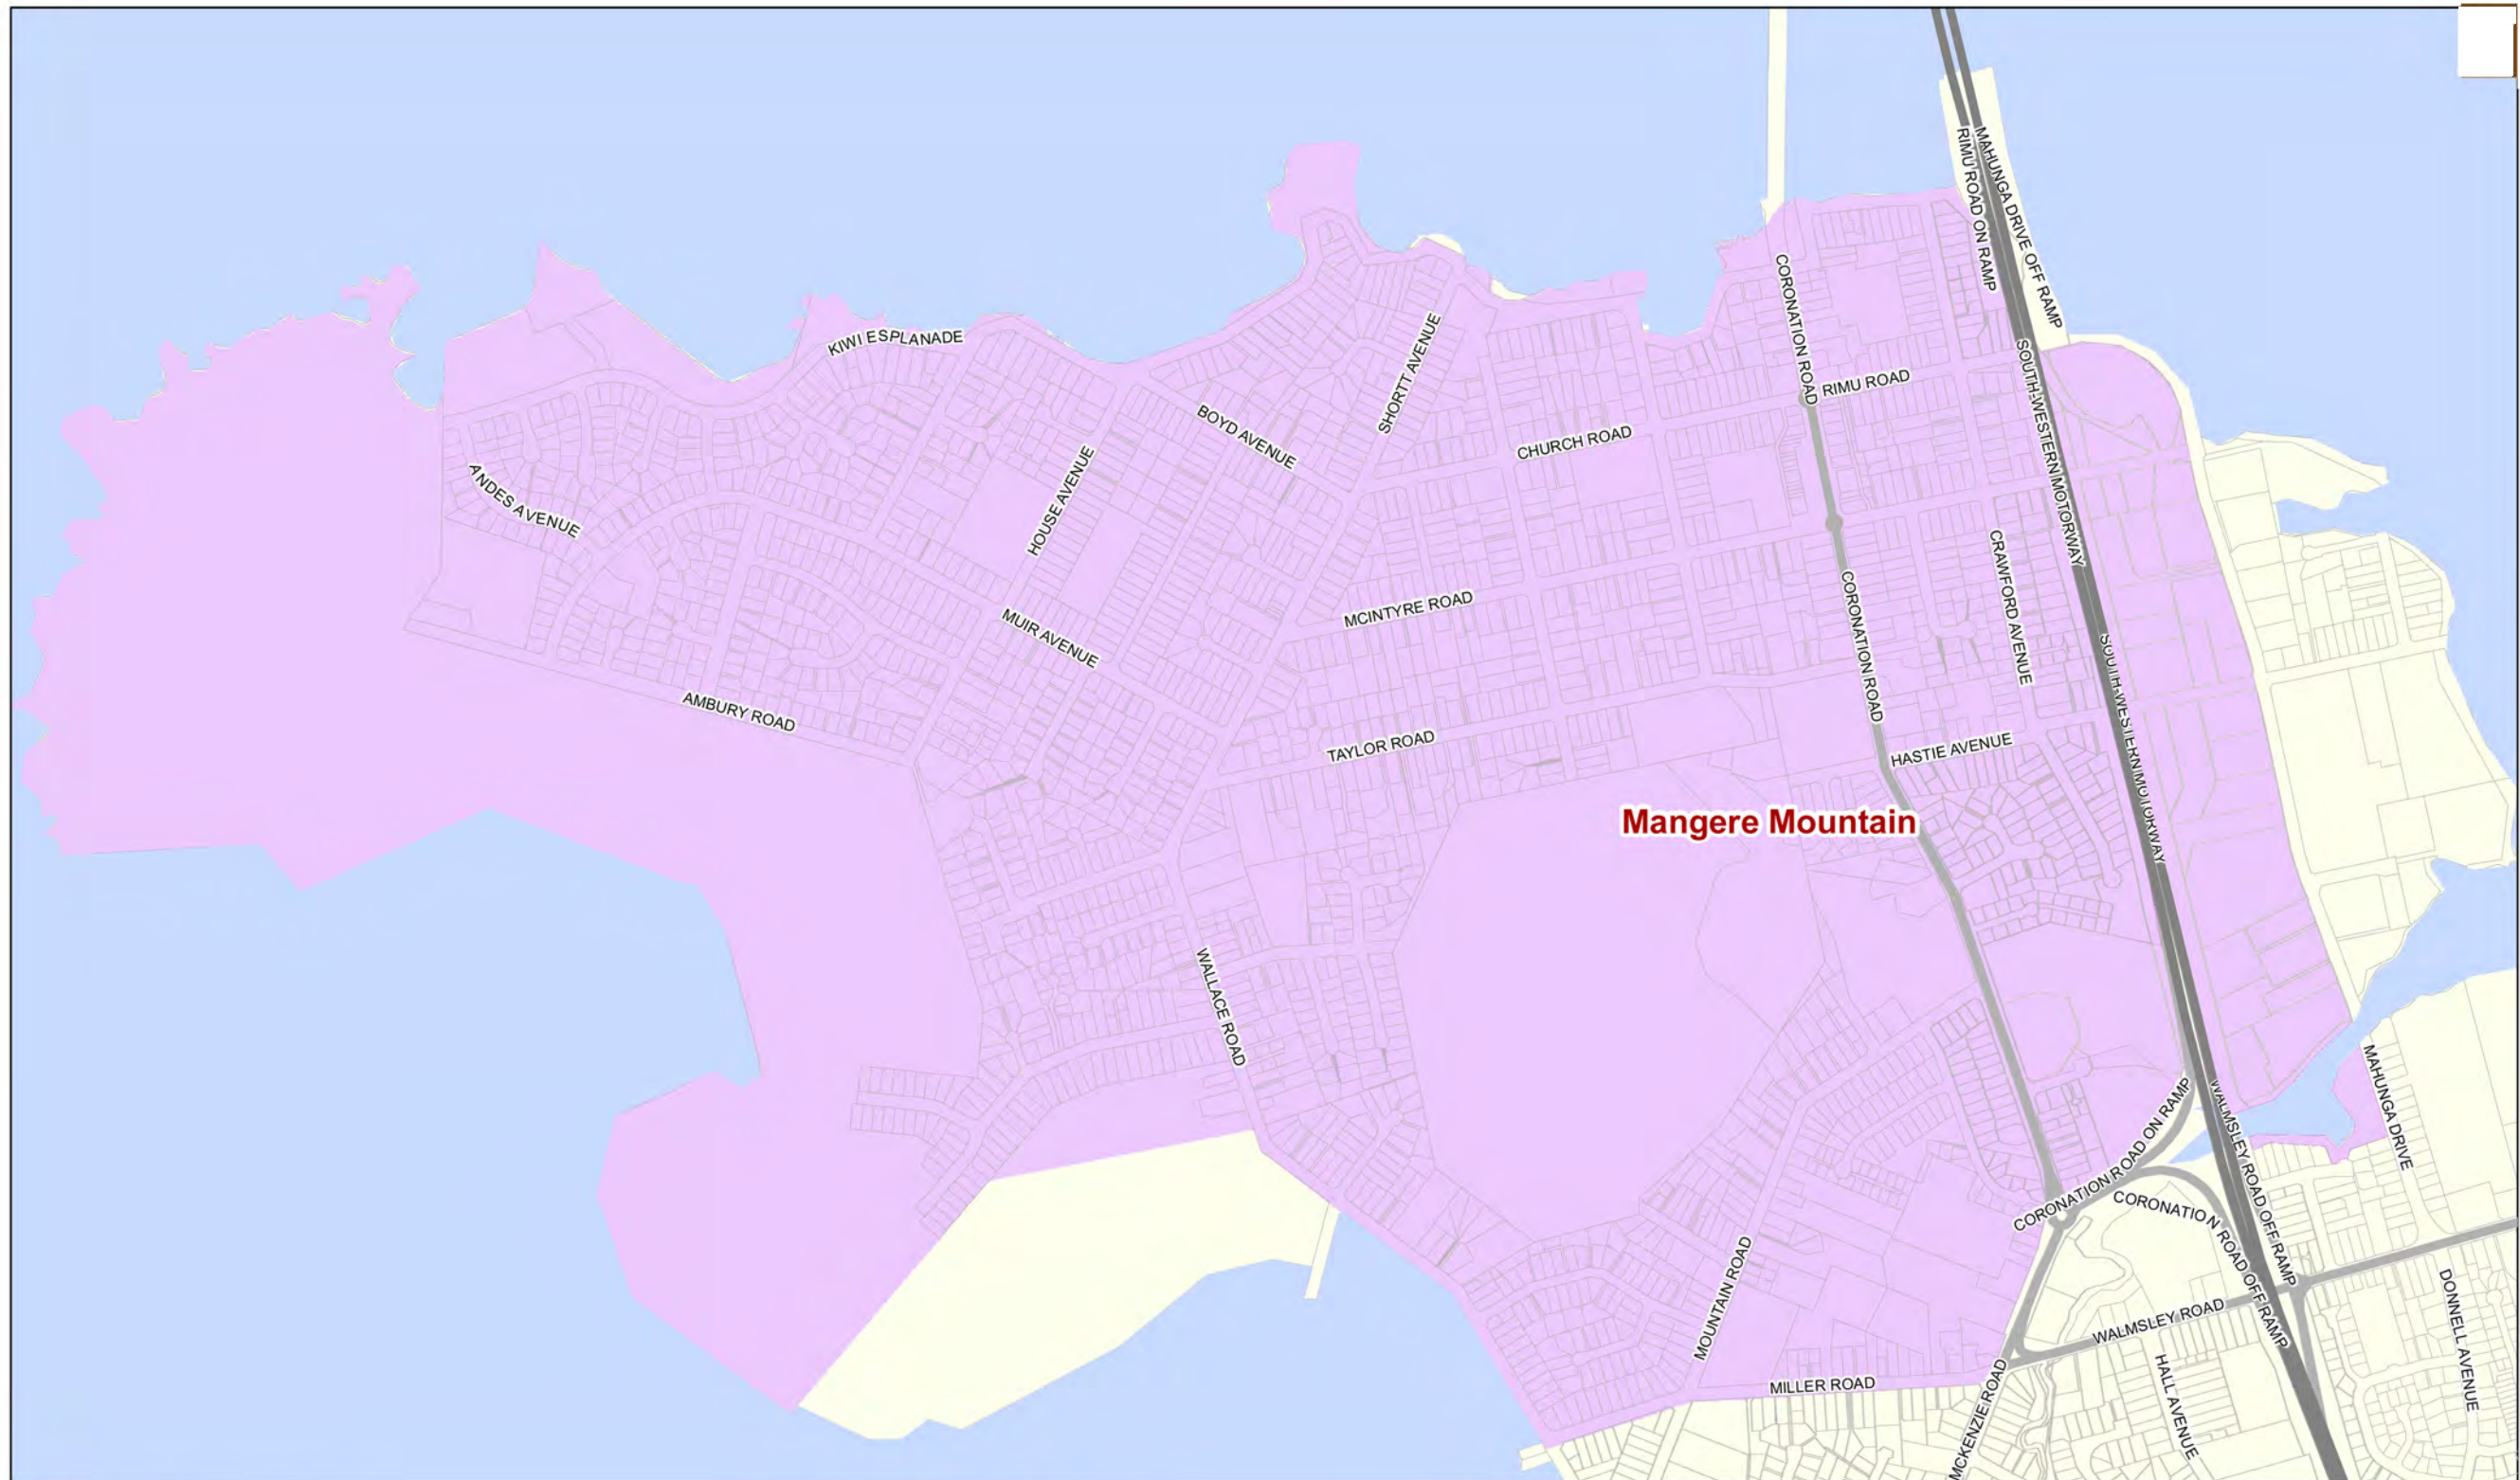 MAHUNGA DRIVE OFF RAMP
RIMU ROAD ON RAMP
CORONATION ROAD
KIWI ESPLANADE
SHORTT AVENUE
RIMU ROAD
SOUTH-WESTERN MOTORWAY
BOYD AVENUE
CHURCH ROAD
HOUSE AVENUE
ANDES AVENUE
CRAWFORD AVENUE
CORONATION ROAD
MCINTYRE ROAD
MUIR AVENUE
SOUTH-WESTERN MOTORWAY
AMBURY ROAD
TAYLOR ROAD
HASTIE AVENUE
Mangere Mountain
WALLACE ROAD
MAHUNGA DRIVE
CORONATION ROAD ON RAMP
WALMSLEY ROAD OFF RAMP
CORONATION ROAD OFF RAMP
MOUNTAIN ROAD
DONNELL AVENUE
WALMSLEY ROAD
HALL AVENUE
MCKENZIE ROAD
MILLER ROAD